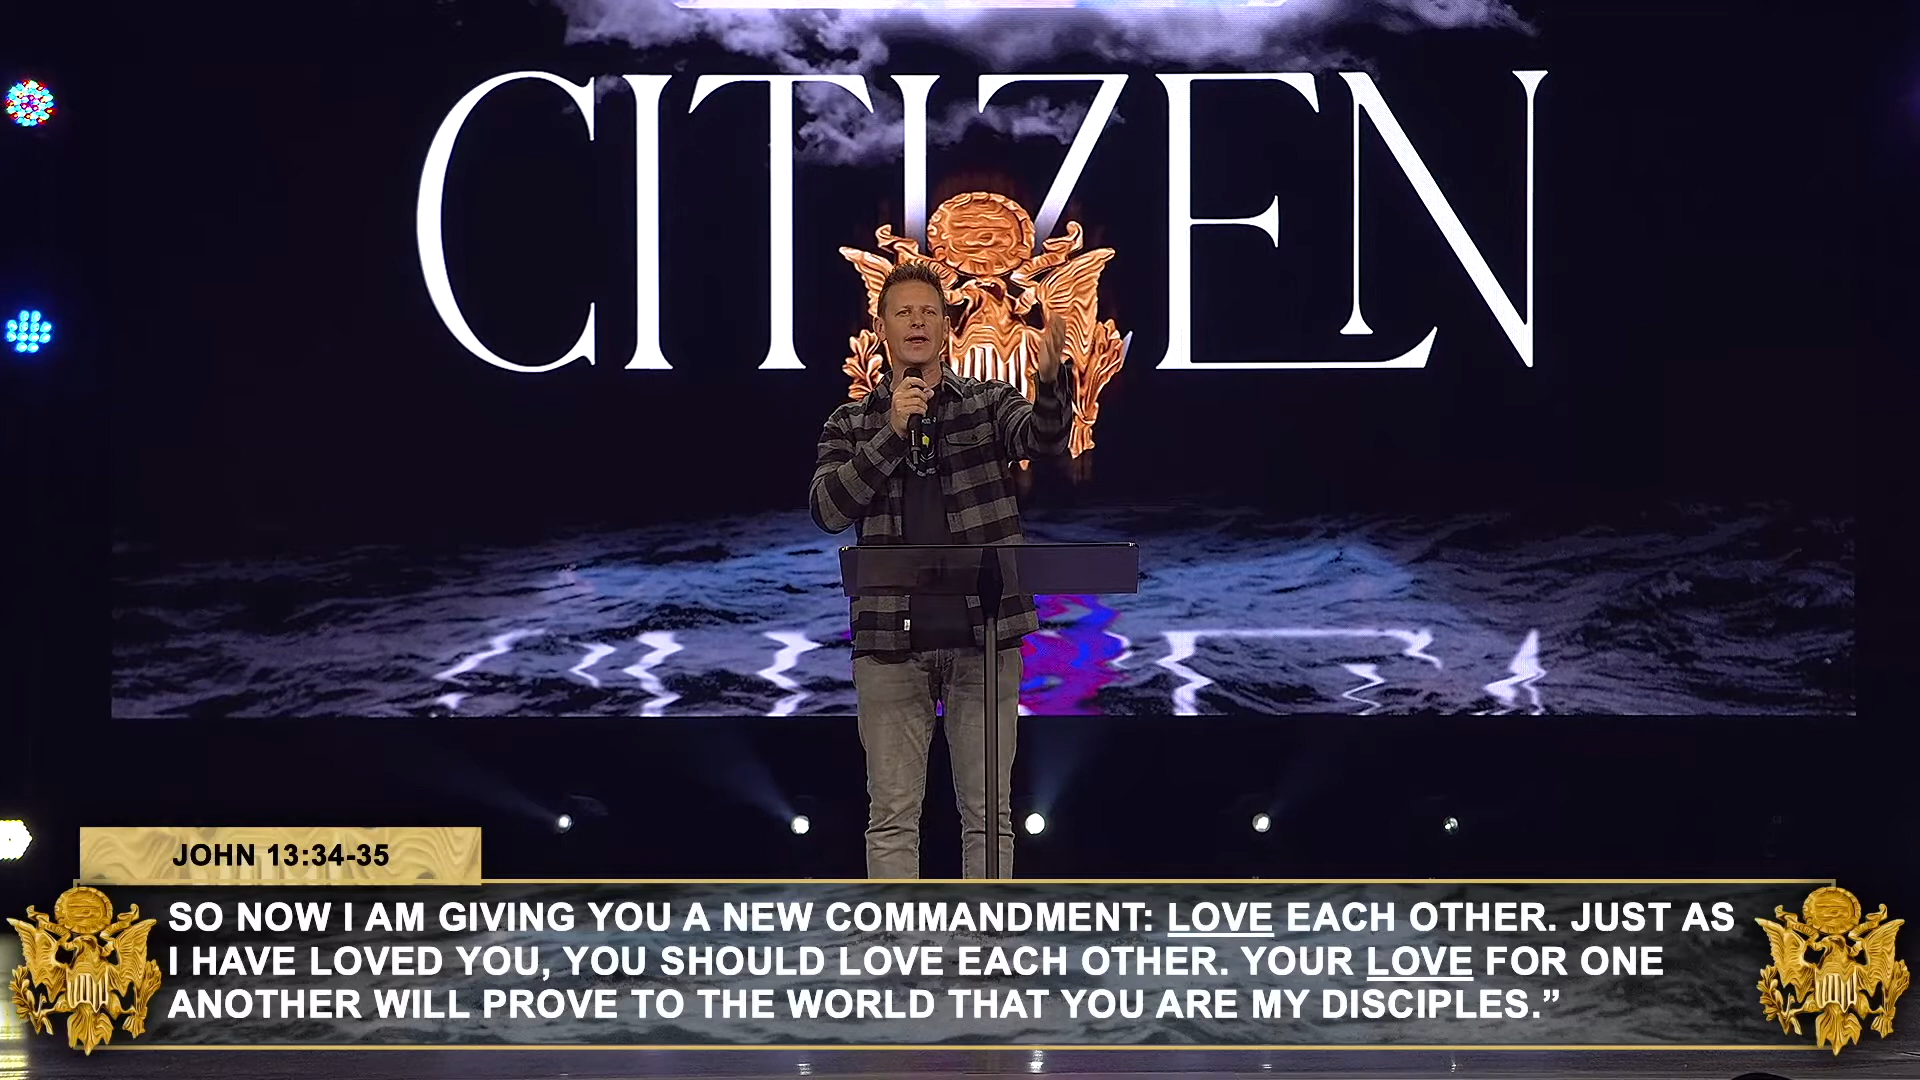 CITIZEN
JOHN 13:34-35
SO NOW I AM GIVING YOU A NEW COMMANDMENT: LOVE EACH OTHER. JUST AS
I HAVE LOVED YOU, YOU SHOULD LOVE EACH OTHER. YOUR LOVE FOR ONE
ANOTHER WILL PROVE TO THE WORLD THAT YOU ARE MY DISCIPLES.”